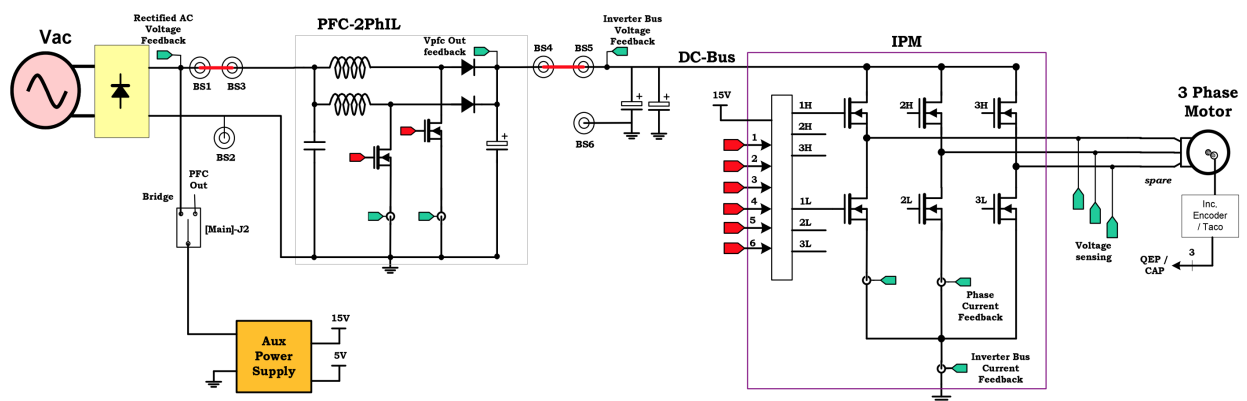 Vac
Rectified AC
Voltage
Feedback
BS1
BS3
BS2
PFC-2PhIL
Vpfc Out
feedback
BS4
BS5
Inverter Bus
Voltage
Feedback
BS6
DC-Bus
IPM
15V
1
2
3
4
5
6
1H
2H
3H
1L
2L
3L
2H
3H
2L
3L
3 Phase
Motor
spare
Inc,
Encoder
/ Taco
Voltage
sensing
QEP /
CAP
3
Phase
Current
Feedback
Inverter Bus
Current
Feedback
Bridge
PFC
Out
[Main]-J2
Aux
Power
Supply
15V
5V
+
+
+